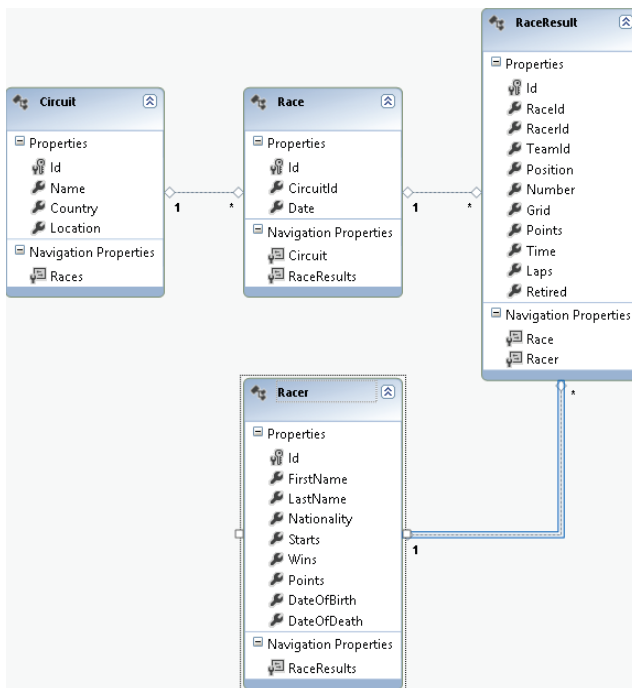 Circuit
Properties
Id
Name
Country
Location
Navigation Properties
Races
1
*
Race
Properties
Id
CircuitId
Date
Navigation Properties
Circuit
RaceResults
1
*
RaceResult
Properties
Id
RaceId
RacerId
TeamId
Position
Number
Grid
Points
Time
Laps
Retired
Navigation Properties
Race
Racer
*
Racer
Properties
Id
FirstName
LastName
Nationality
Starts
Wins
Points
DateOfBirth
DateOfDeath
Navigation Properties
RaceResults
1